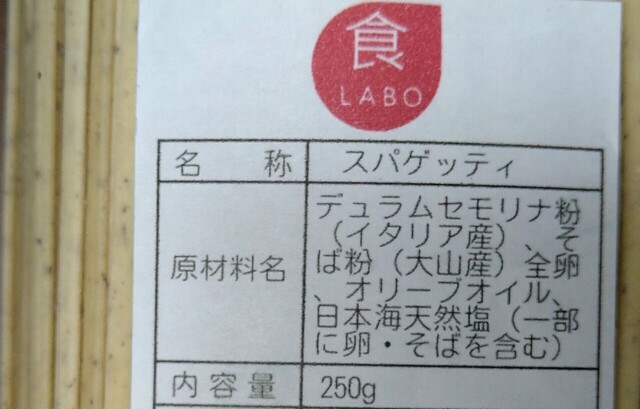 食
LABO
名称 スパゲッティ
原材料名
デュラムセモリナ粉
(イタリア産)、そ
ば粉(大山産)全卵
、オリーブオイル、
日本海天然塩(一部
に卵・そばを含む)
内容量 250g